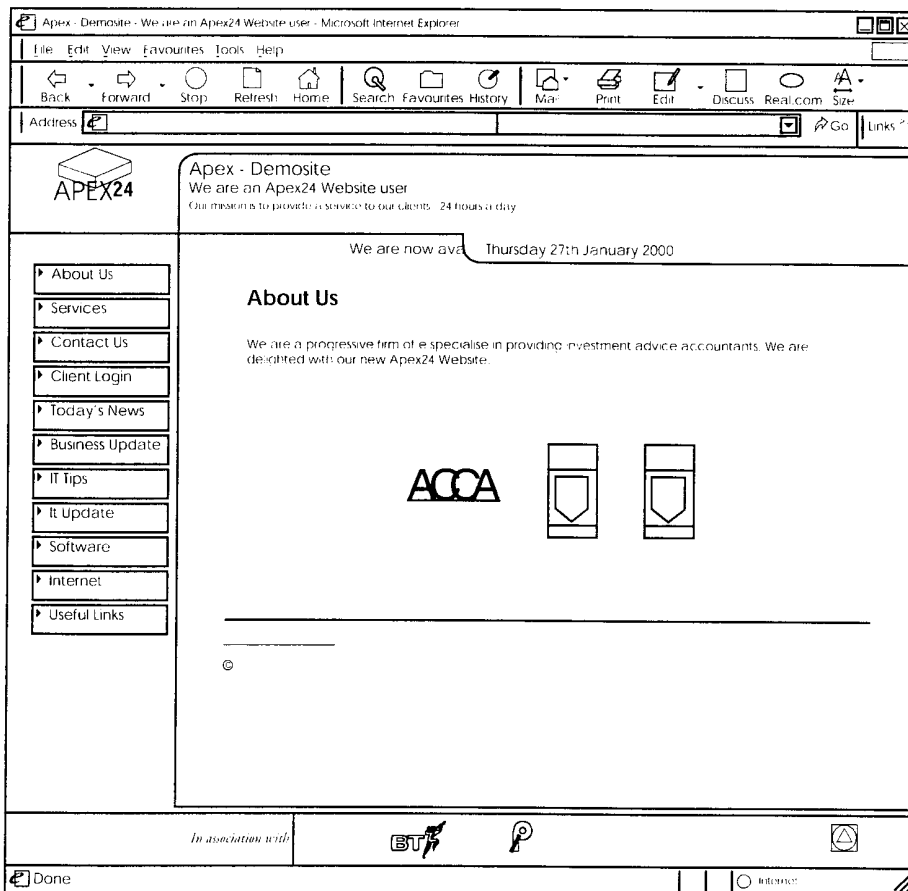 Apex - Demosite - We are an Apex24 Website user - Microsoft Internet Explorer
File Edit View Favourites Tools Help
Back Forward Stop Refresh Home Search Favourites History Mail Print Edit Discuss Real.com Size
Address Go Links
APEX24
Apex - Demosite
We are an Apex24 Website user
Our mission is to provide a service to our clients 24 hours a day
We are now ava Thursday 27th January 2000
About Us
Services
Contact Us
Client Login
Today's News
Business Update
IT Tips
It Update
Software
Internet
Useful Links
About Us
We are a progressive firm of e specialise in providing investment advice accountants. We are
delighted with our new Apex24 Website.
ACCA
©
In association with
BT
Done Internet